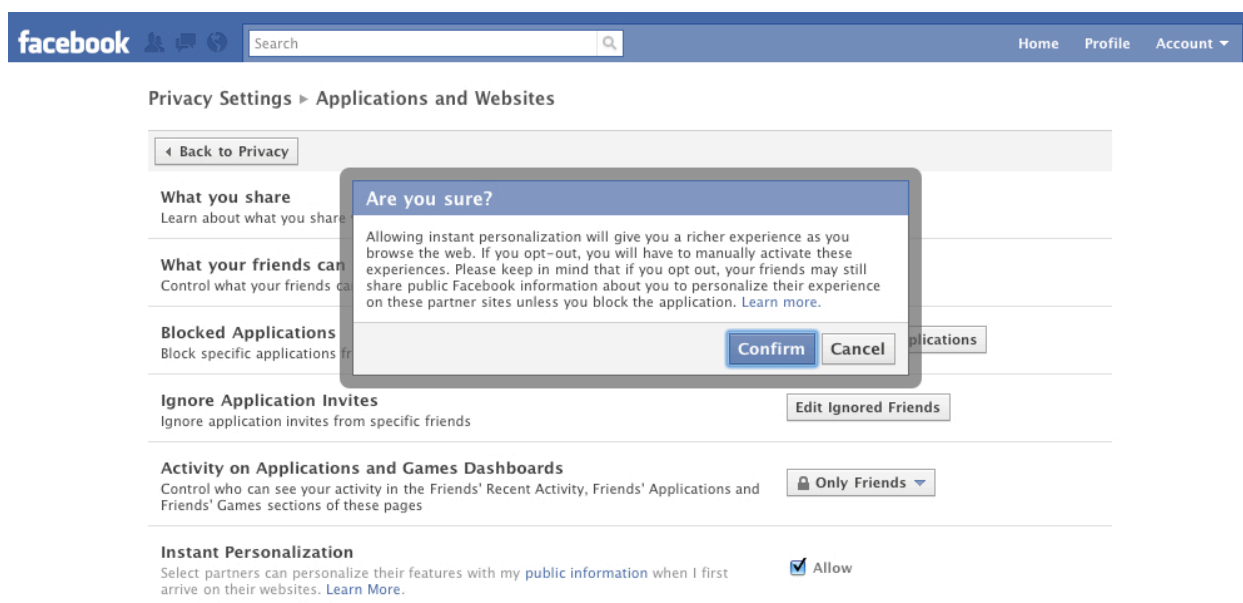 facebook
Search
Home Profile Account
Privacy Settings ▸ Applications and Websites
Back to Privacy
What you share
Learn about what you share
Are you sure?
Allowing instant personalization will give you a richer experience as you
browse the web. If you opt-out, you will have to manually activate these
experiences. Please keep in mind that if you opt out, your friends may still
share public Facebook information about you to personalize their experience
on these partner sites unless you block the application. Learn more.
Confirm Cancel
What your friends can
Control what your friends
Blocked Applications
Block specific applications
Ignore Application Invites
Ignore application invites from specific friends
Edit Ignored Friends
Activity on Applications and Games Dashboards
Control who can see your activity in the Friends' Recent Activity, Friends' Applications and
Friends' Games sections of these pages
Only Friends
Instant Personalization
Select partners can personalize their features with my public information when I first
arrive on their websites. Learn More.
Allow